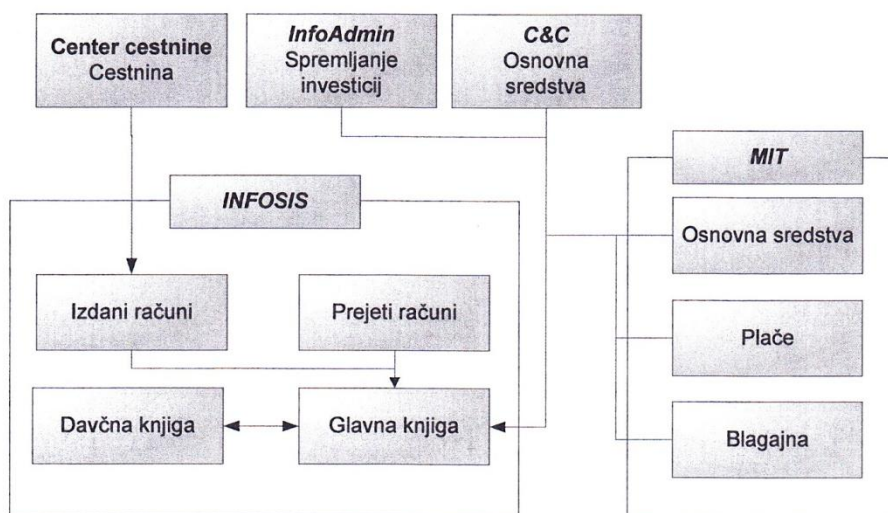 Center cestnine
Cestnina
InfoAdmin
Spremljanje
investicij
C&C
Osnovna
sredstva
MIT
INFOSIS
Osnovna sredstva
Izdani računi
Prejeti računi
Plače
Davčna knjiga
Glavna knjiga
Blagajna